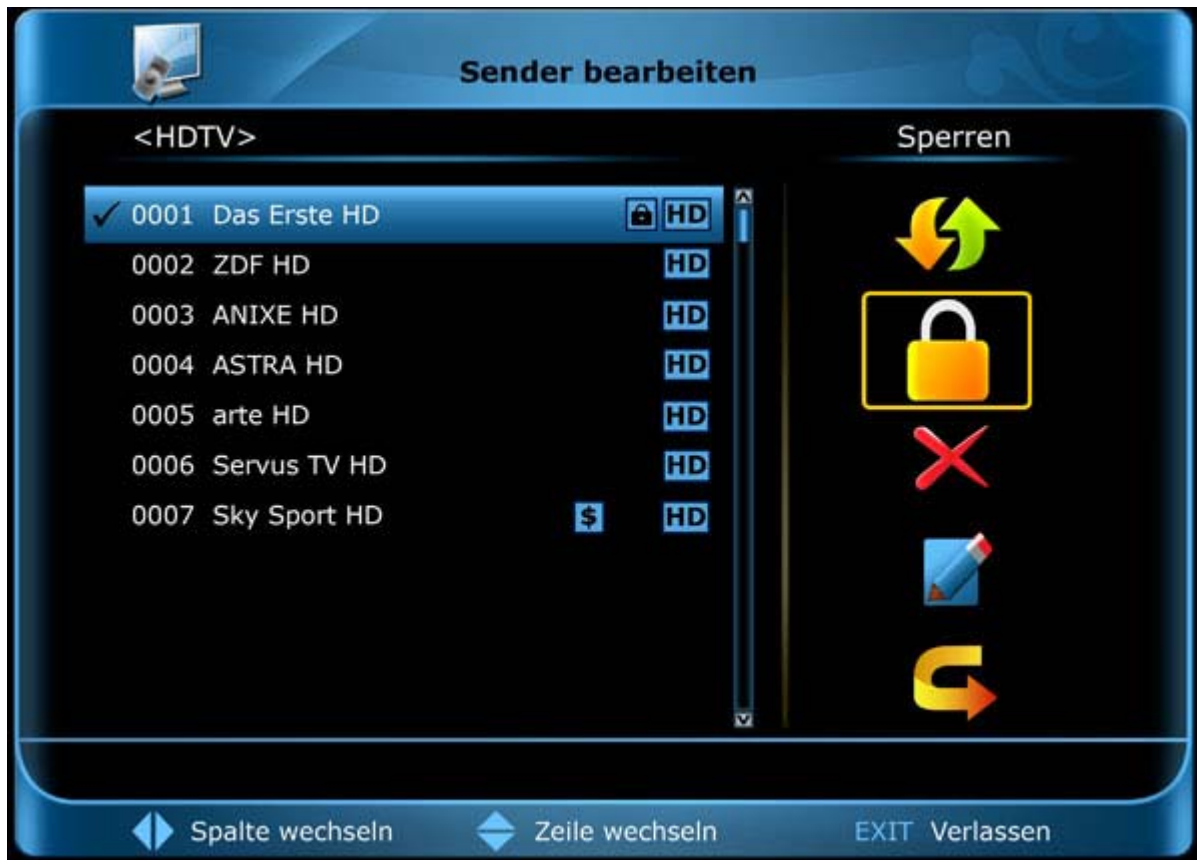 Sender bearbeiten
<HDTV>
Sperren
0001 Das Erste HD HD
0002 ZDF HD HD
0003 ANIXE HD HD
0004 ASTRA HD HD
0005 arte HD HD
0006 Servus TV HD HD
0007 Sky Sport HD $ HD
Spalte wechseln Zeile wechseln EXIT Verlassen